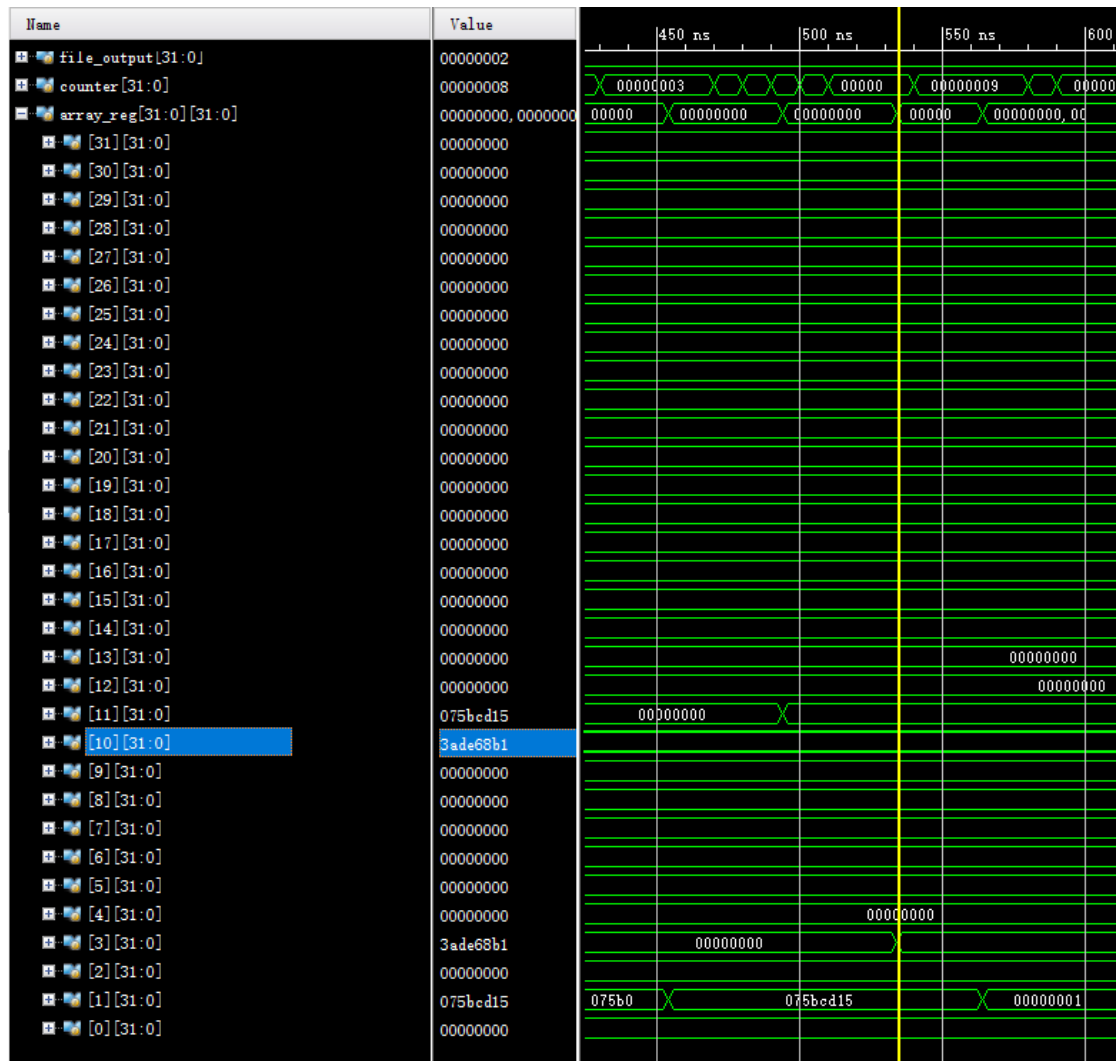 Name Value
450 ns 500 ns 550 ns 600
file_output[31:0] 00000002
counter[31:0] 00000008 00000003 00000 00000009 00000
array_reg[31:0][31:0] 00000000,0000000 00000 00000000 00000000 00000 00000000,00
[31][31:0] 00000000
[30][31:0] 00000000
[29][31:0] 00000000
[28][31:0] 00000000
[27][31:0] 00000000
[26][31:0] 00000000
[25][31:0] 00000000
[24][31:0] 00000000
[23][31:0] 00000000
[22][31:0] 00000000
[21][31:0] 00000000
[20][31:0] 00000000
[19][31:0] 00000000
[18][31:0] 00000000
[17][31:0] 00000000
[16][31:0] 00000000
[15][31:0] 00000000
[14][31:0] 00000000
[13][31:0] 00000000 00000000
[12][31:0] 00000000 00000000
[11][31:0] 075bcd15 00000000
[10][31:0] 3ade68b1
[9][31:0] 00000000
[8][31:0] 00000000
[7][31:0] 00000000
[6][31:0] 00000000
[5][31:0] 00000000
[4][31:0] 00000000 00000000
[3][31:0] 3ade68b1 00000000
[2][31:0] 00000000
[1][31:0] 075bcd15 075b0 075bcd15 00000001
[0][31:0] 00000000